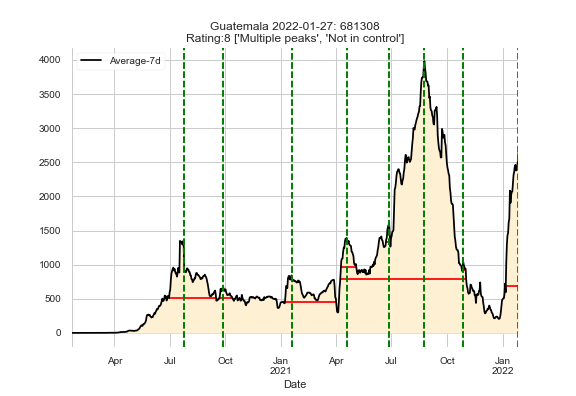 Guatemala 2022-01-27: 681308
Rating:8 ['Multiple peaks', 'Not in control']
Average-7d
4000
3500
3000
2500
2000
1500
1000
500
0
Apr Jul Oct Jan Apr Jul Oct Jan
2021 2022
Date